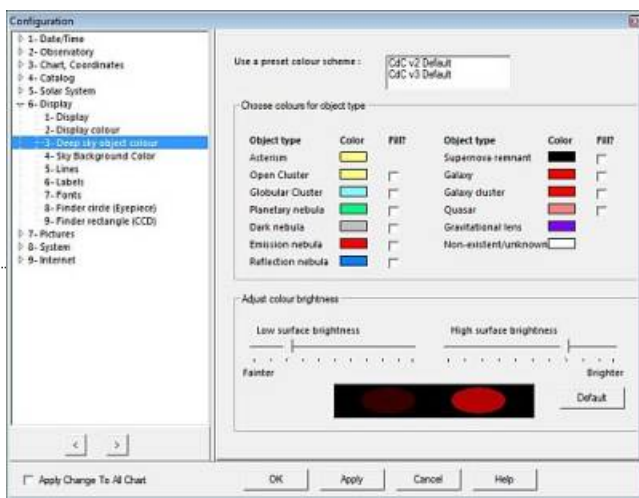 Configuration
1- Date/Time
2- Observatory
3- Chart, Coordinates
4- Catalog
5- Solar System
6- Display
1- Display
2- Display colour
3- Deep sky object colour
4- Sky Background Color
5- Lines
6- Labels
7- Fonts
8- Finder circle (Eyepiece)
9- Finder rectangle (CCD)
7- Pictures
8- System
9- Internet
< >
Use a preset colour scheme :
CdC v2 Default
CdC v3 Default
Choose colours for object type
Object type Color Fill? Object type Color Fill?
Asterism Supernova remnant
Open Cluster Galaxy
Globular Cluster Galaxy cluster
Planetary nebula Quasar
Dark nebula Gravitational lens
Emission nebula Non-existent/unknown
Reflection nebula
Adjust colour brightness
Low surface brightness High surface brightness
Fainter Brighter
Default
Apply Change To All Chart OK Apply Cancel Help